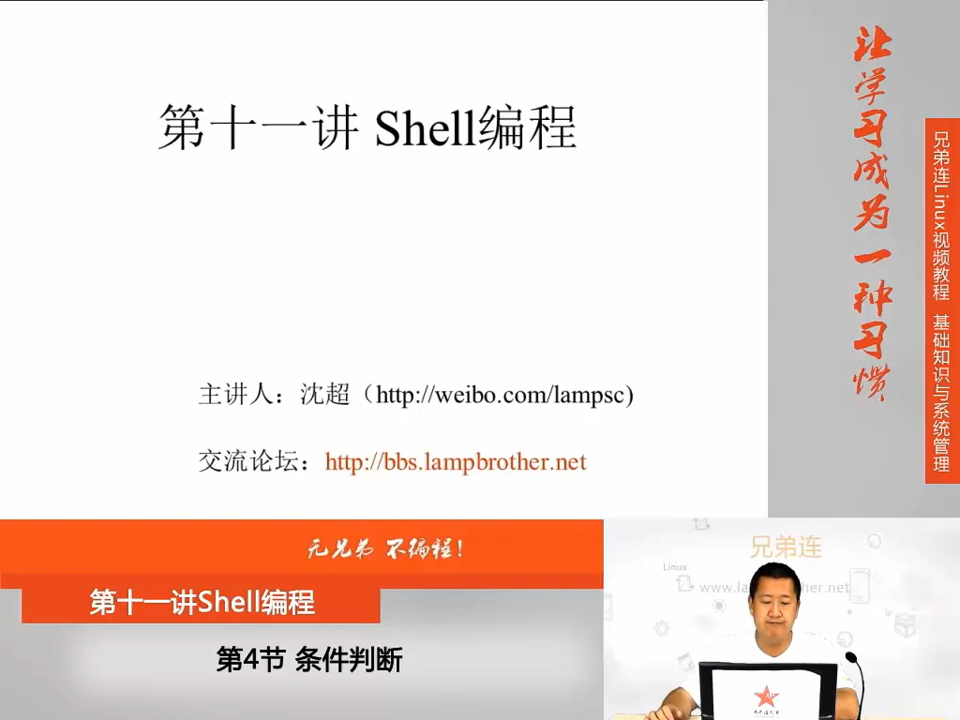 第十一讲 Shell编程
主讲人：沈超（http://weibo.com/lampsc)
交流论坛：http://bbs.lampbrother.net
让学习成为一种习惯
兄弟连Linux视频教程 基础知识与系统管理
无兄弟 不编程!
第十一讲Shell编程
第4节 条件判断
兄弟连
Linux